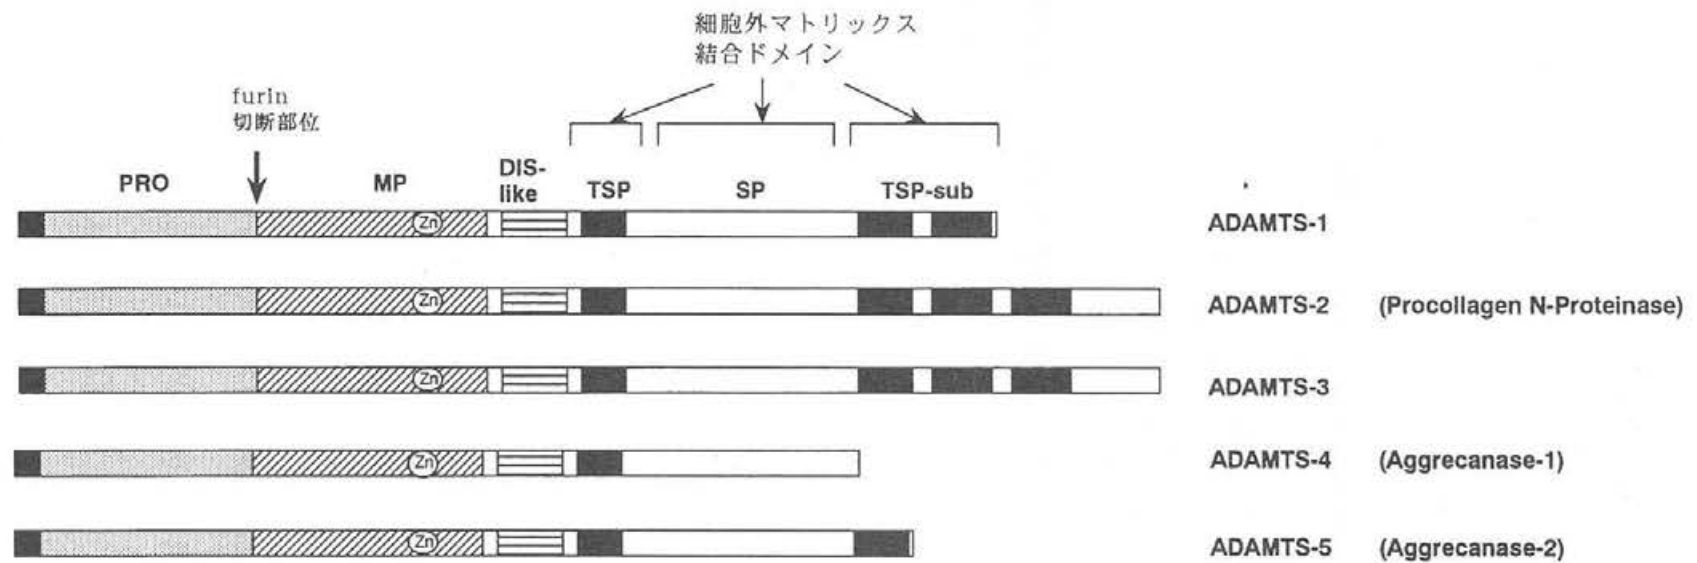 細胞外マトリックス
結合ドメイン
furin
切断部位
PRO
MP
DIS-
like
TSP
SP
TSP-sub
Zn
ADAMTS-1
Zn
ADAMTS-2 (Procollagen N-Proteinase)
Zn
ADAMTS-3
Zn
ADAMTS-4 (Aggrecanase-1)
Zn
ADAMTS-5 (Aggrecanase-2)